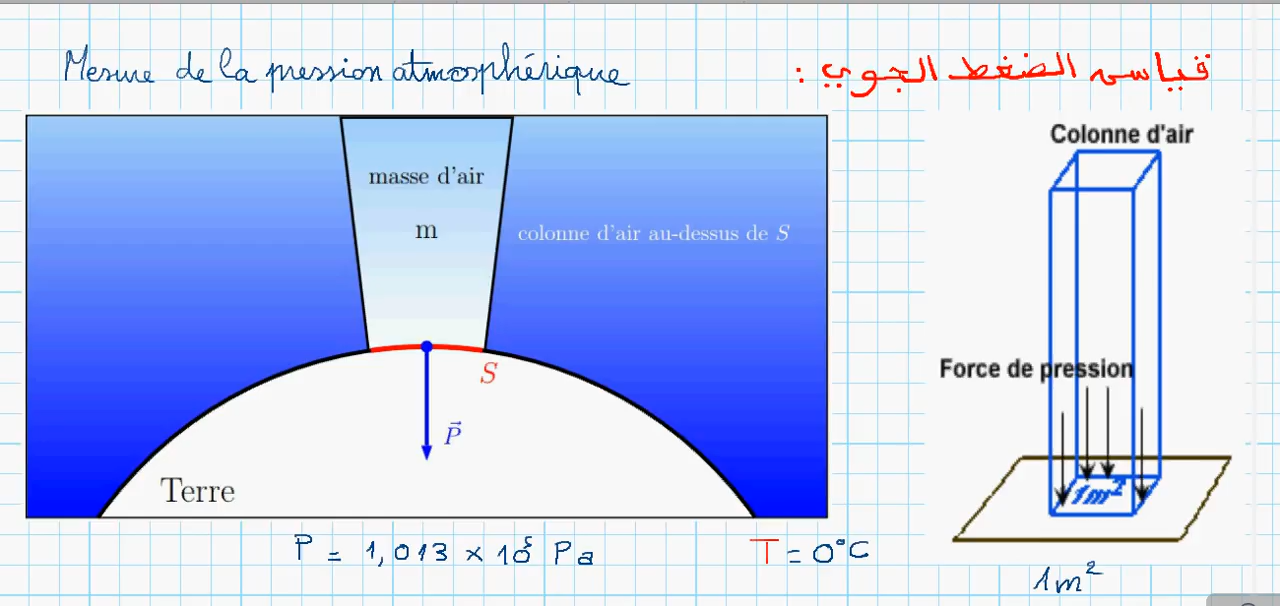 Mesure de la pression atmosphérique
قياس الضغط الجوي :
masse d'air
m
colonne d'air au-dessus de S
S
P
Terre
P = 1,013 × 10⁵ Pa
T = 0°C
Colonne d'air
Force de pression
1m²
1m²